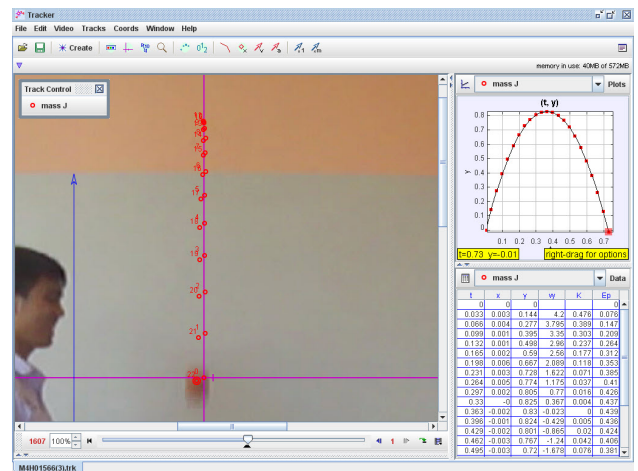 Tracker
File Edit Video Tracks Coords Window Help
Create
memory in use: 40MB of 572MB
Track Control
mass J
mass J
Plots
(t, y)
0.8
0.7
0.6
0.5
0.4
0.3
0.2
0.1
0
y
0.1 0.2 0.3 0.4 0.5 0.6 0.7
t=0.73 y=-0.01
right-drag for options
mass J
Data
t x y vy K Ep
0 0 0 0
0.033 0.003 0.144 4.2 0.476 0.076
0.066 0.004 0.277 3.795 0.389 0.147
0.099 0.001 0.395 3.35 0.303 0.209
0.132 0.001 0.498 2.96 0.237 0.264
0.165 0.002 0.59 2.56 0.177 0.312
0.198 0.006 0.667 2.089 0.118 0.353
0.231 0.003 0.728 1.622 0.071 0.385
0.264 0.005 0.774 1.175 0.037 0.41
0.297 0.002 0.805 0.77 0.016 0.426
0.33 -0 0.825 0.367 0.004 0.437
0.363 -0.002 0.83 -0.023 0 0.439
0.396 -0.001 0.824 -0.429 0.005 0.436
0.429 -0.002 0.801 -0.865 0.02 0.424
0.462 -0.003 0.767 -1.24 0.042 0.406
0.495 -0.003 0.72 -1.678 0.076 0.381
1607 100%
1
M4H01566(3).trk